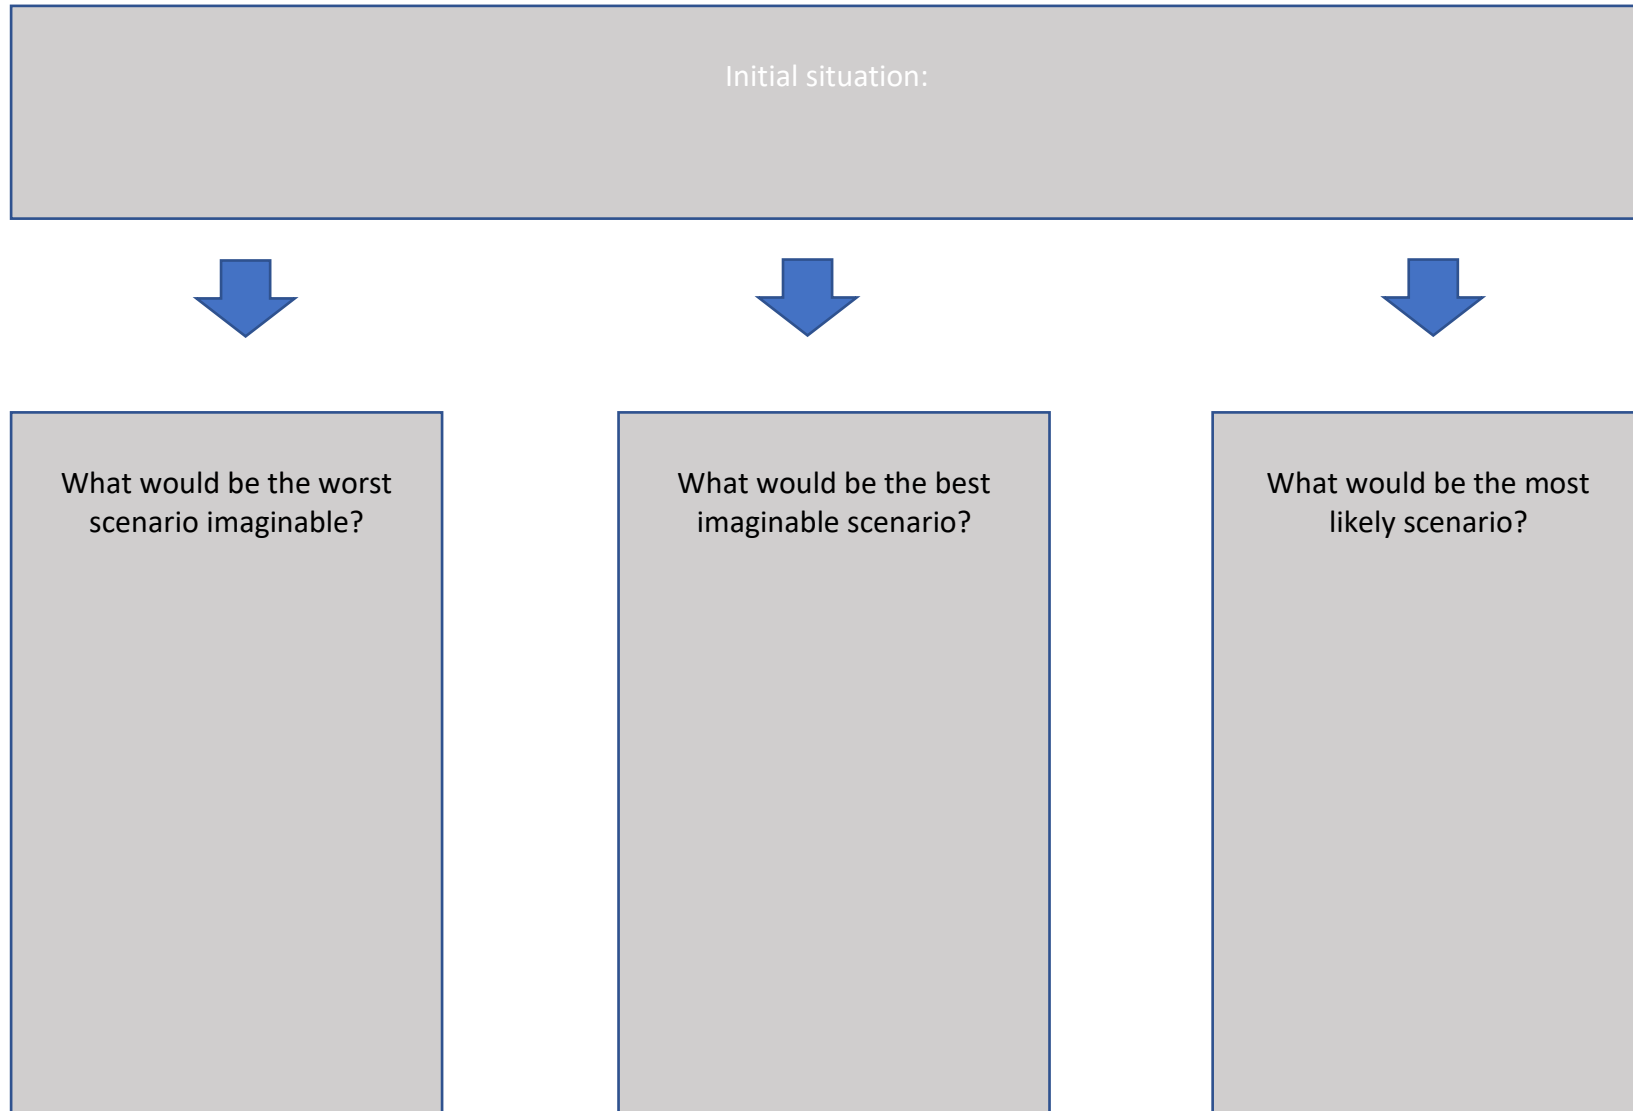 Initial situation:
What would be the worst
scenario imaginable?
What would be the best
imaginable scenario?
What would be the most
likely scenario?